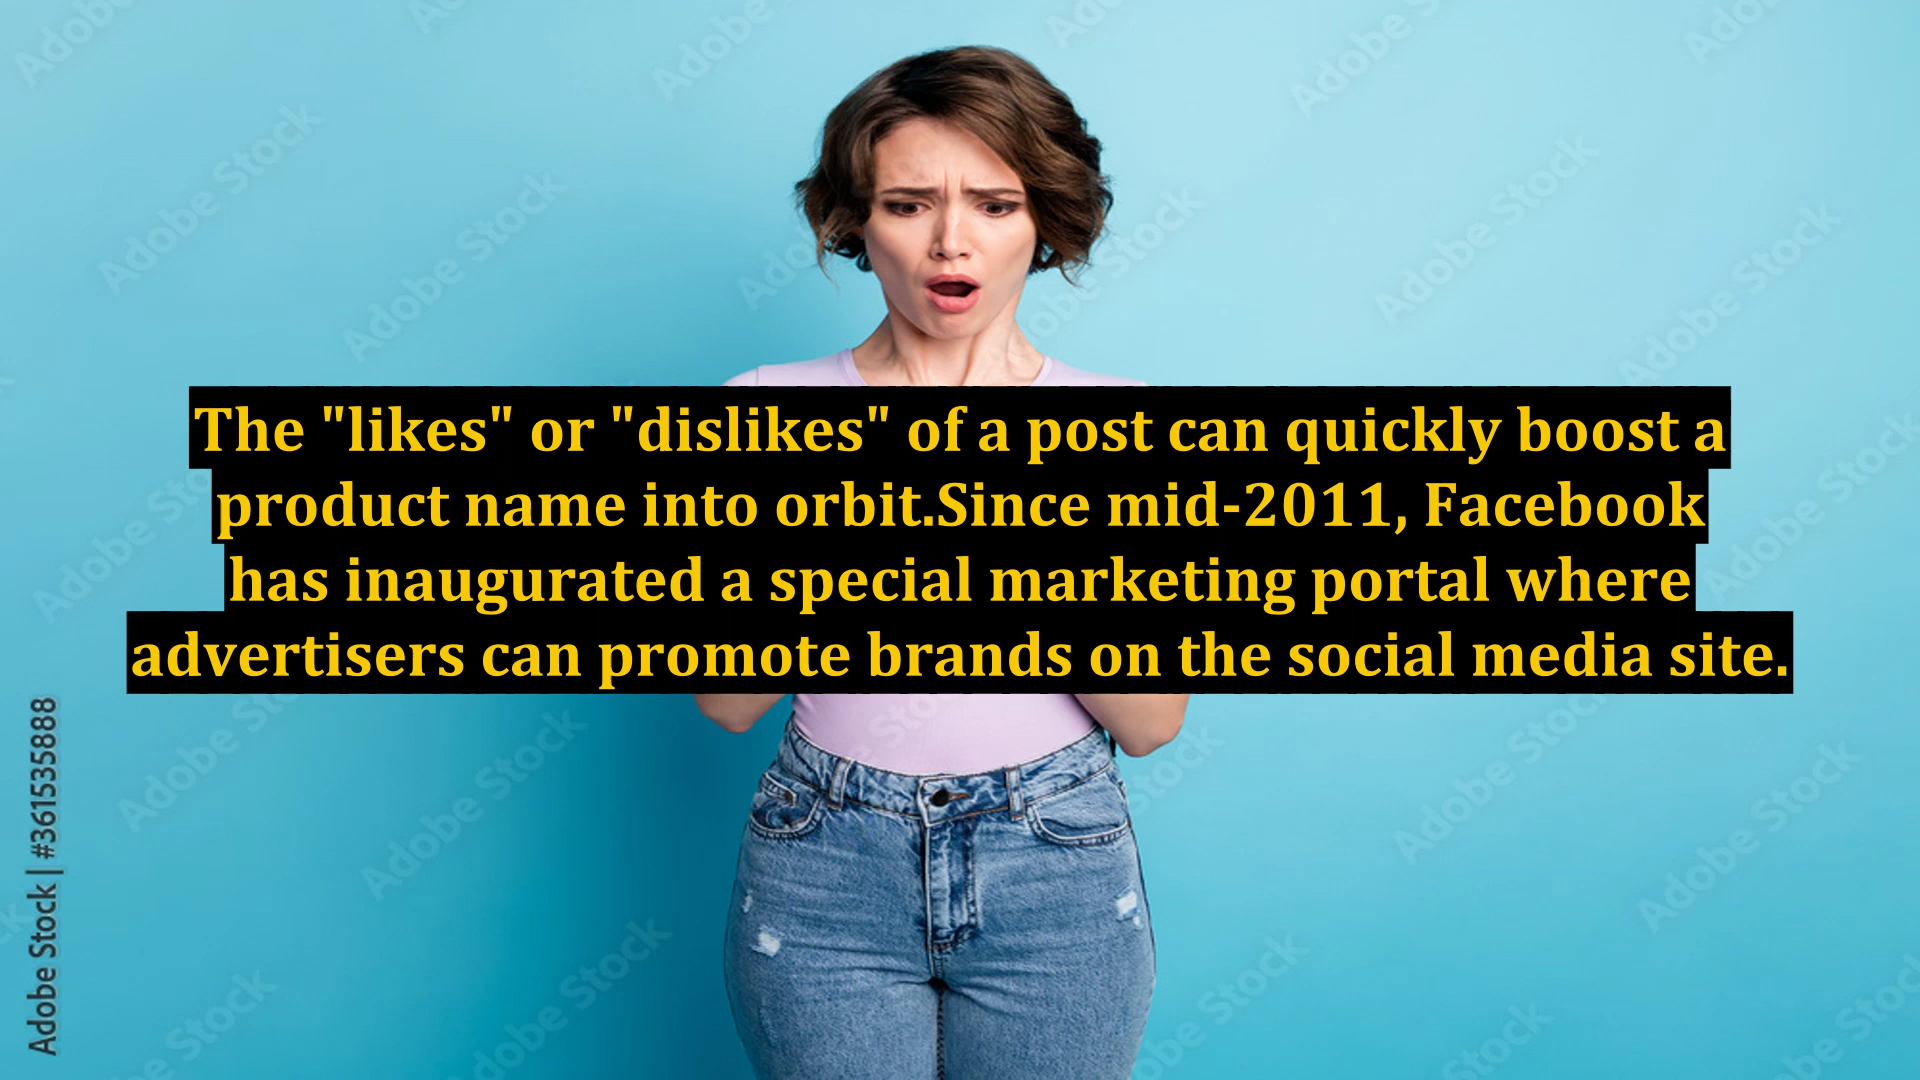 The "likes" or "dislikes" of a post can quickly boost a
product name into orbit.Since mid-2011, Facebook
has inaugurated a special marketing portal where
advertisers can promote brands on the social media site.
Adobe Stock | #361535888